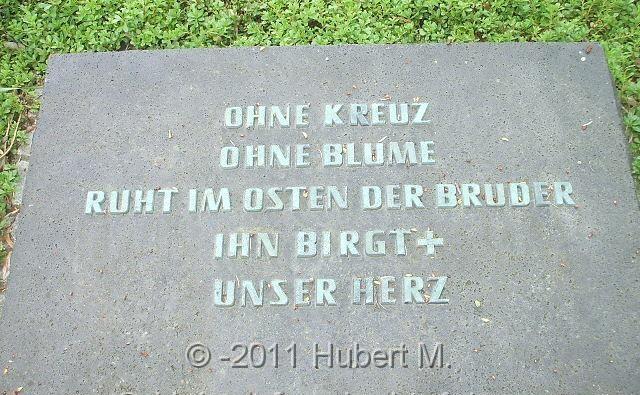 OHNE KREUZ
OHNE BLUME
RUHT IM OSTEN DER BRUDER
IHN BIRGT+
UNSER HERZ
© -2011 Hubert M.